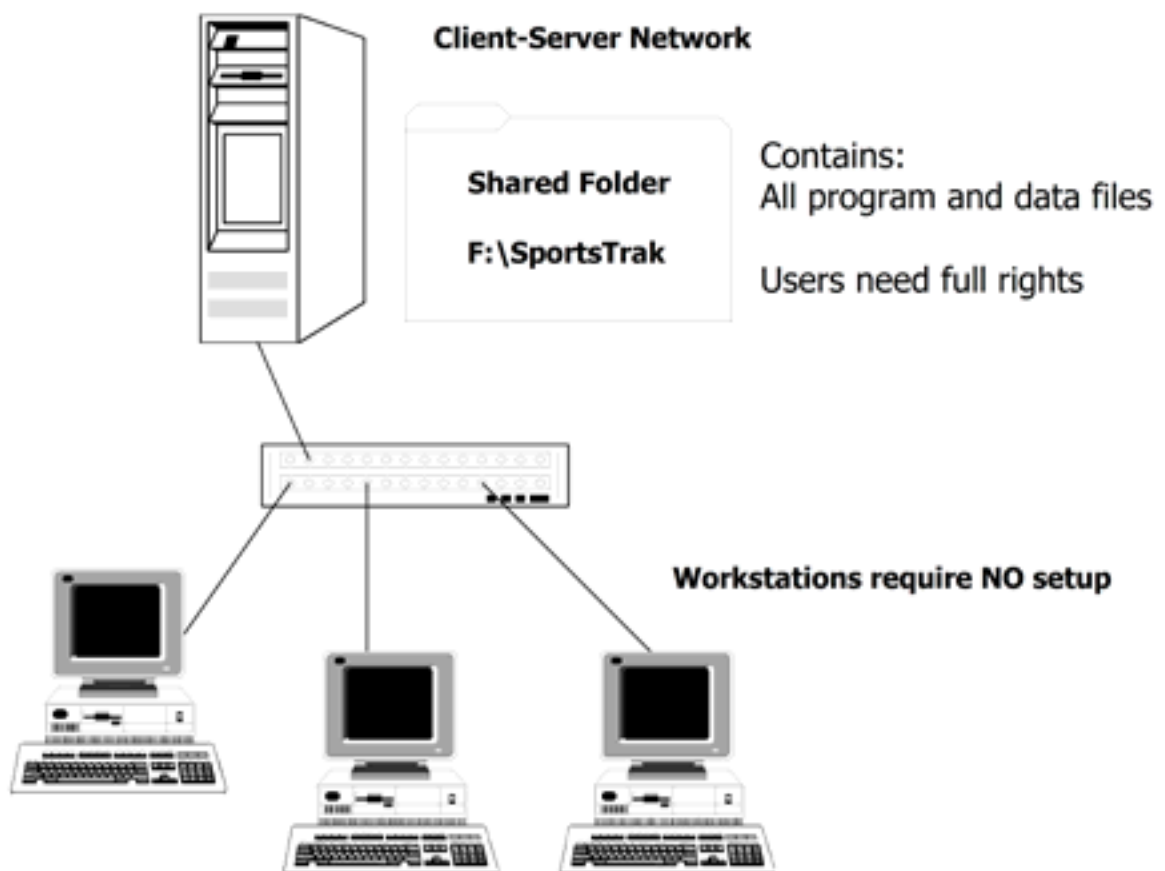 Client-Server Network
Shared Folder
F:\SportsTrak
Contains:
All program and data files
Users need full rights
Workstations require NO setup